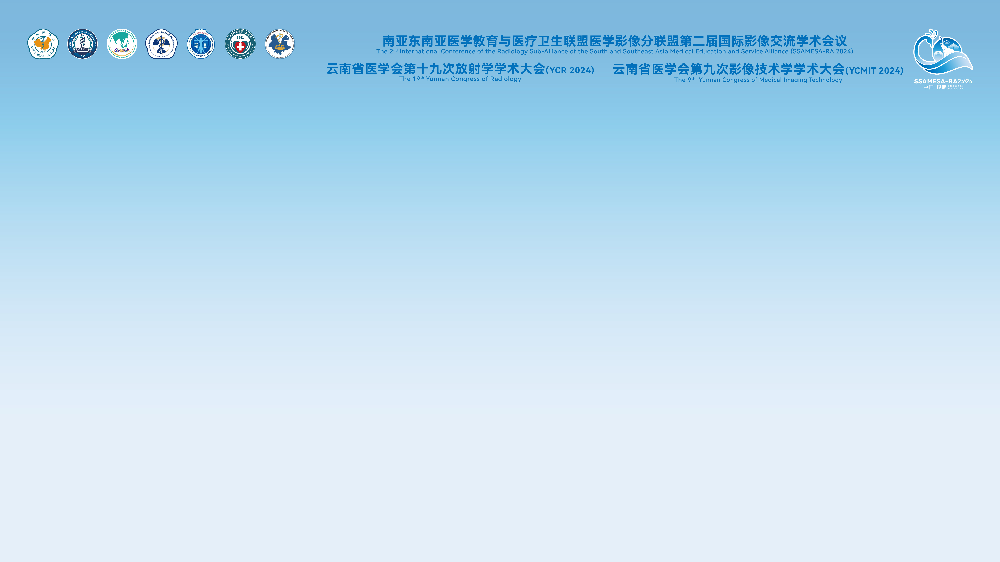 中华医学会
1915
CHINESE MEDICAL ASSOCIATION
KUNMING MEDICAL UNIVERSITY
1933
SSAMESA
RUIJIN HOSPITAL
瑞金
1941
南亚东南亚医学教育与医疗卫生联盟医学影像分联盟第二届国际影像交流学术会议
The 2nd International Conference of the Radiology Sub-Alliance of the South and Southeast Asia Medical Education and Service Alliance (SSAMESA-RA 2024)
云南省医学会第十九次放射学学术大会(YCR 2024)
The 19th Yunnan Congress of Radiology
云南省医学会第九次影像技术学学术大会(YCMIT 2024)
The 9th Yunnan Congress of Medical Imaging Technology
SSAMESA-RA2024
中国·昆明
KUNMING·CHINA